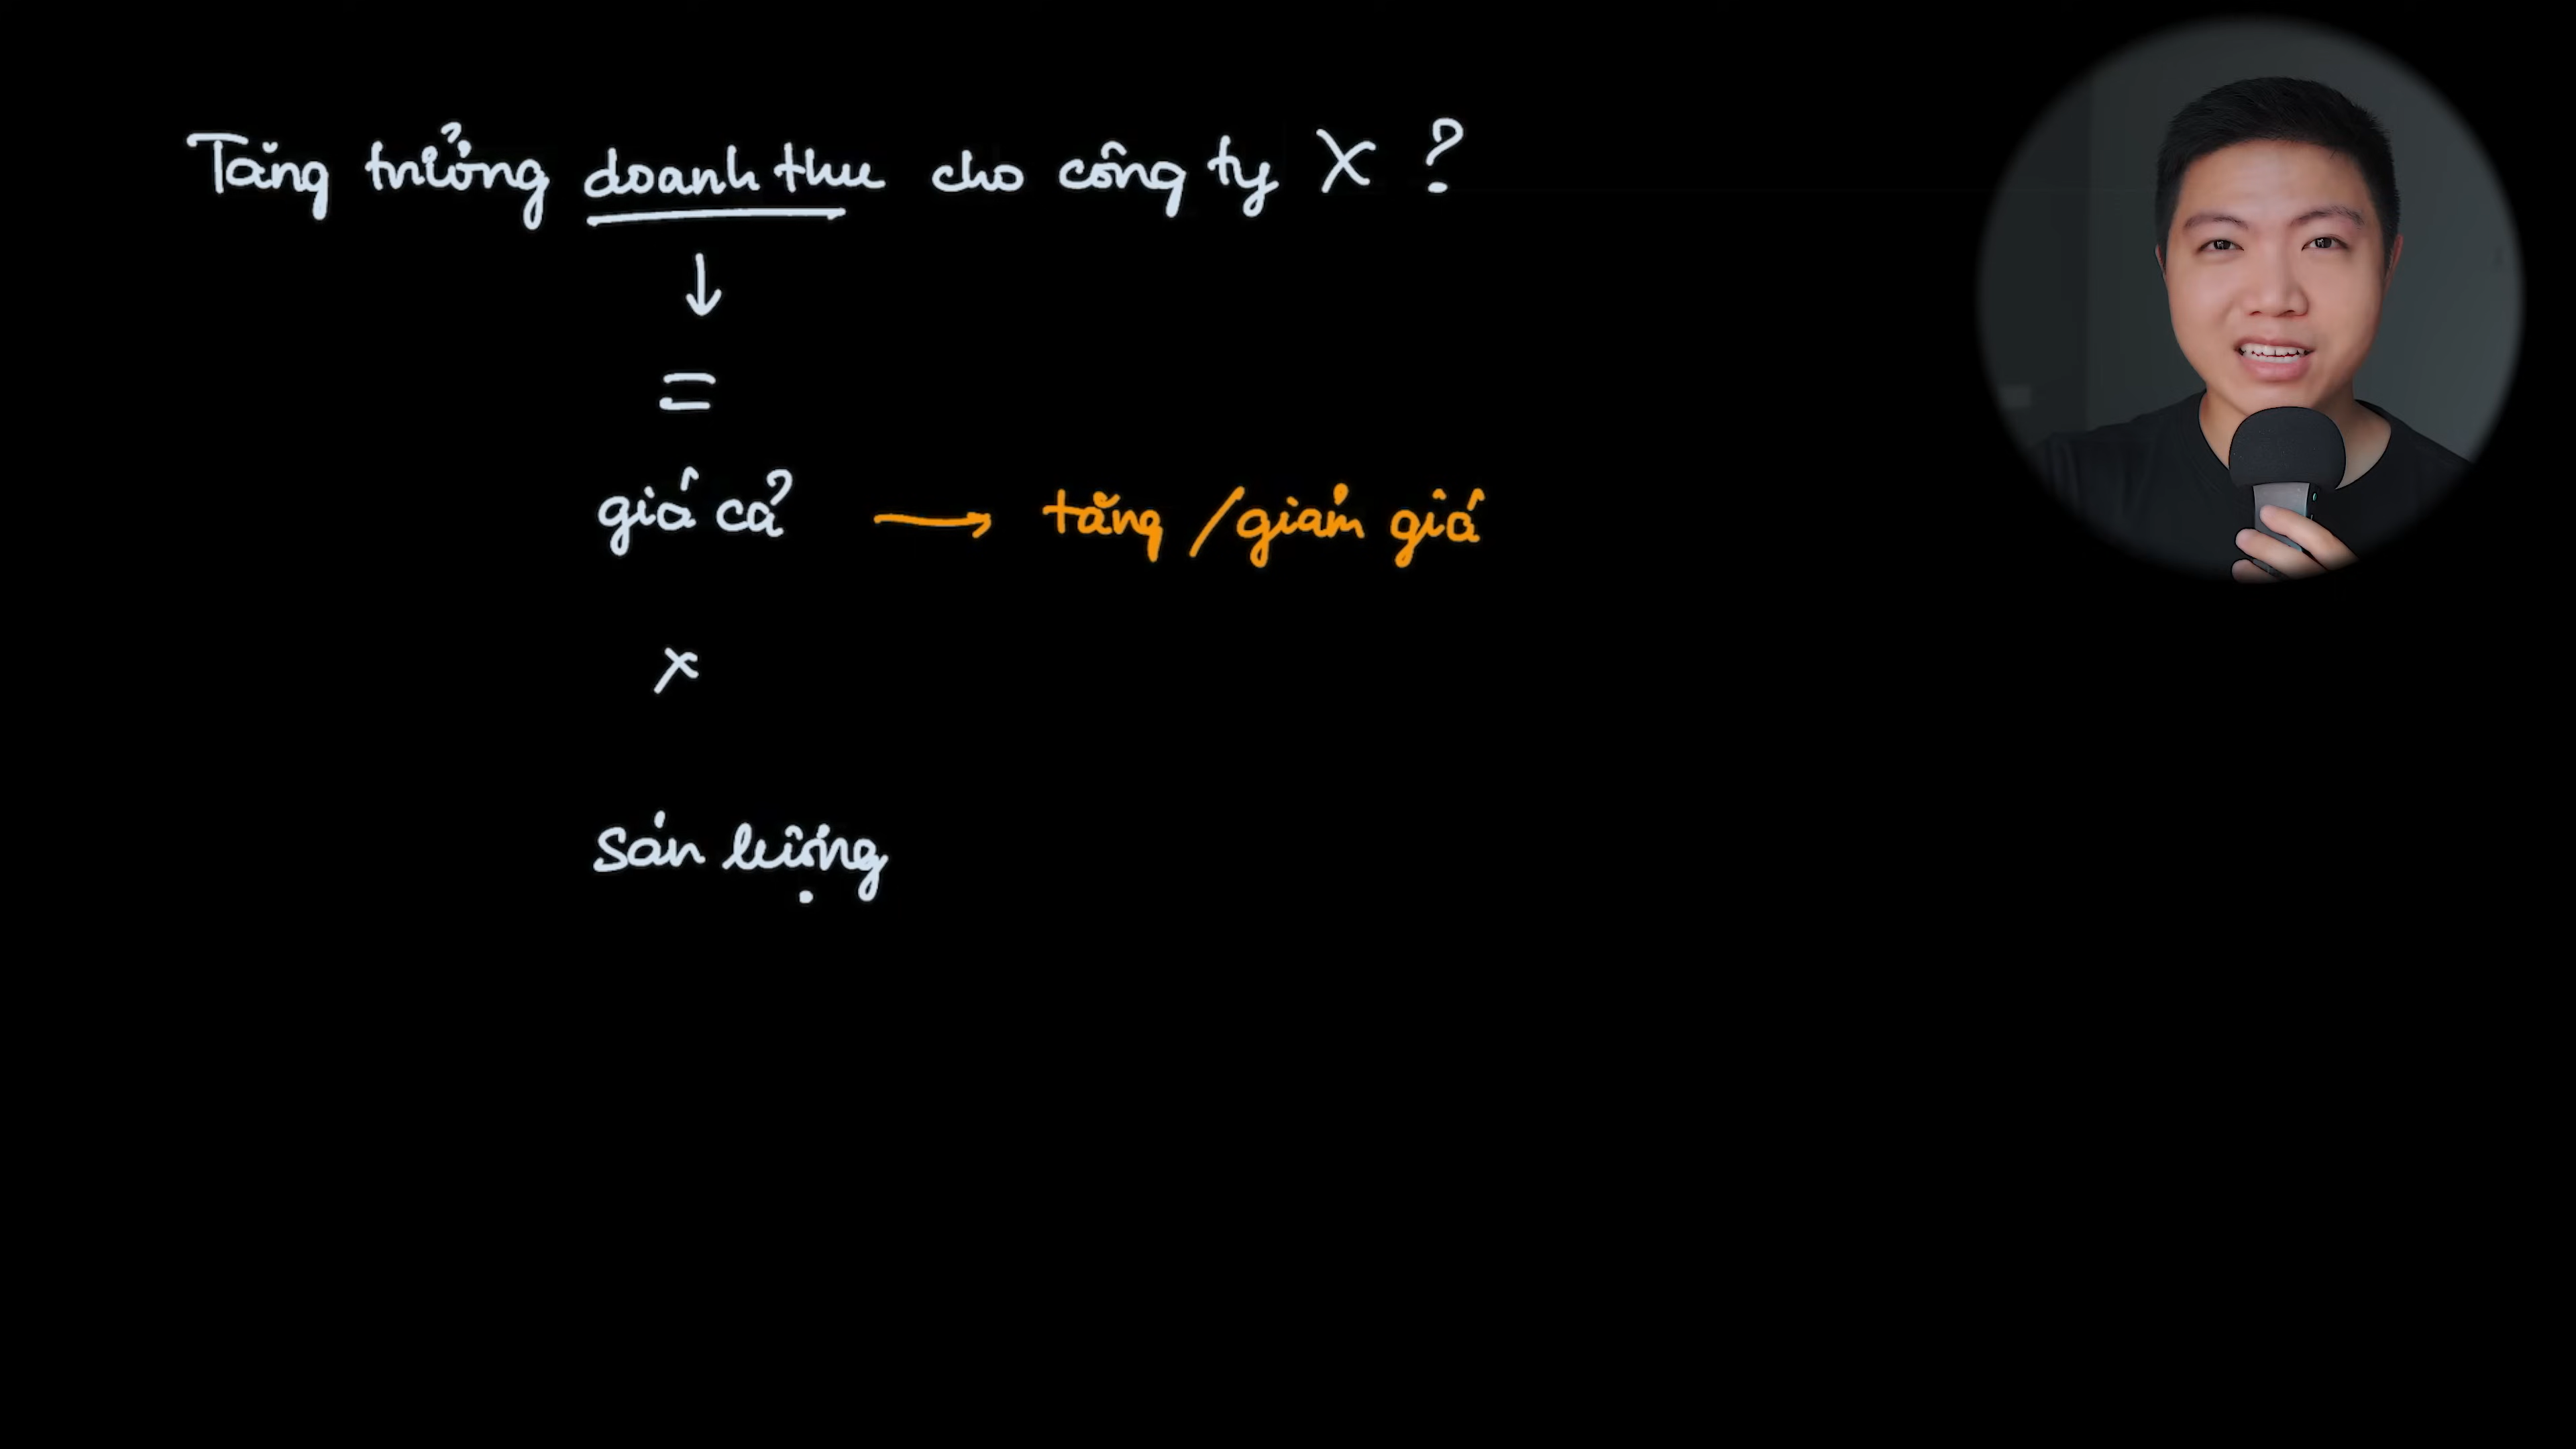 Tăng trưởng doanh thu cho công ty X ?
↓
=
giá cả → tăng / giảm giá
x
sản lượng